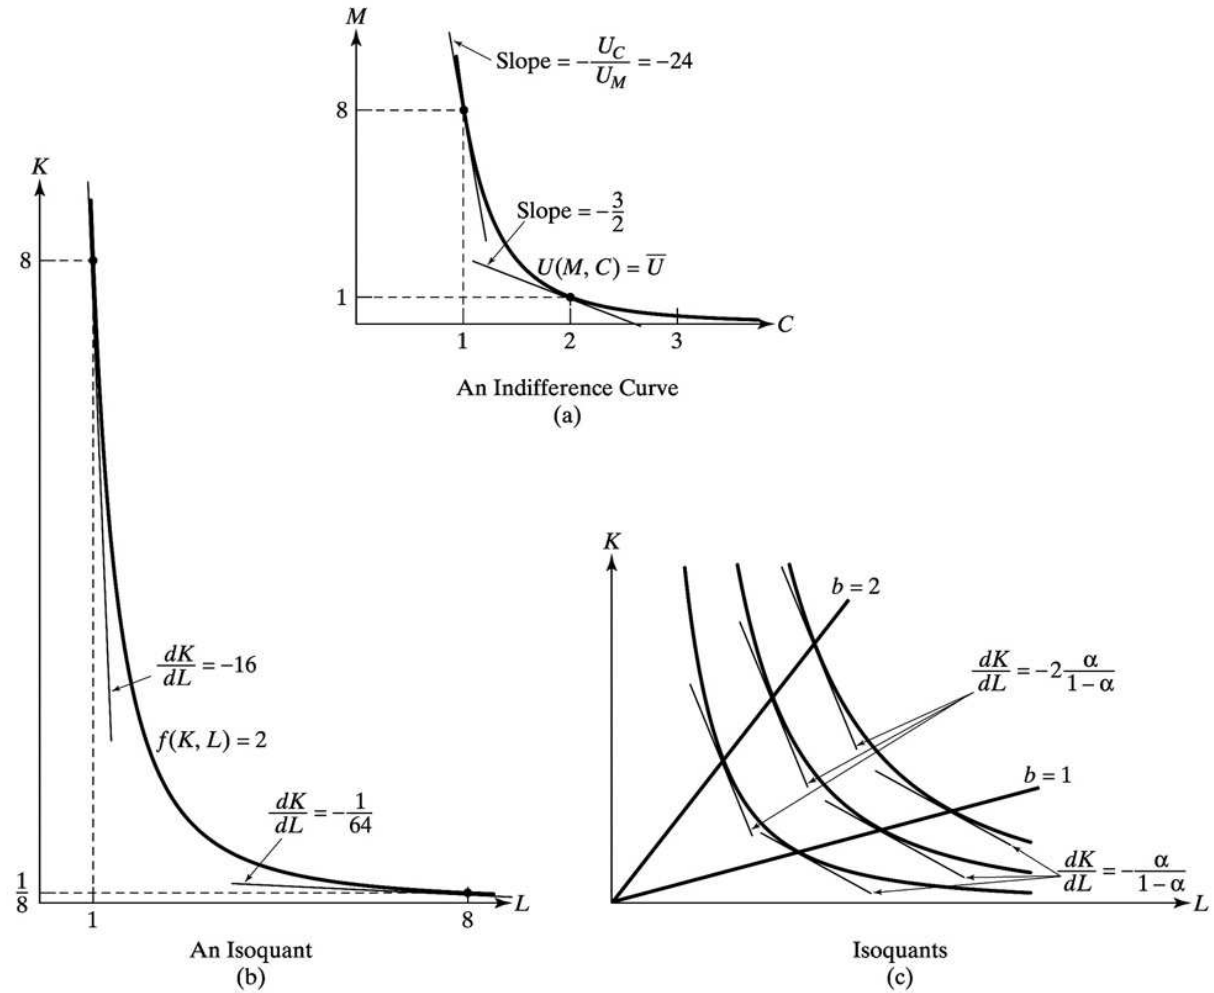 M
Slope = −U_C/U_M = −24
8
Slope = −3/2
U(M, C) = U̅
1
1 2 3
C
An Indifference Curve
(a)
K
8
dK/dL = −16
f(K, L) = 2
dK/dL = −1/64
1/8
1 8
L
An Isoquant
(b)
K
b = 2
dK/dL = −2 α/1 − α
b = 1
dK/dL = −α/1 − α
L
Isoquants
(c)